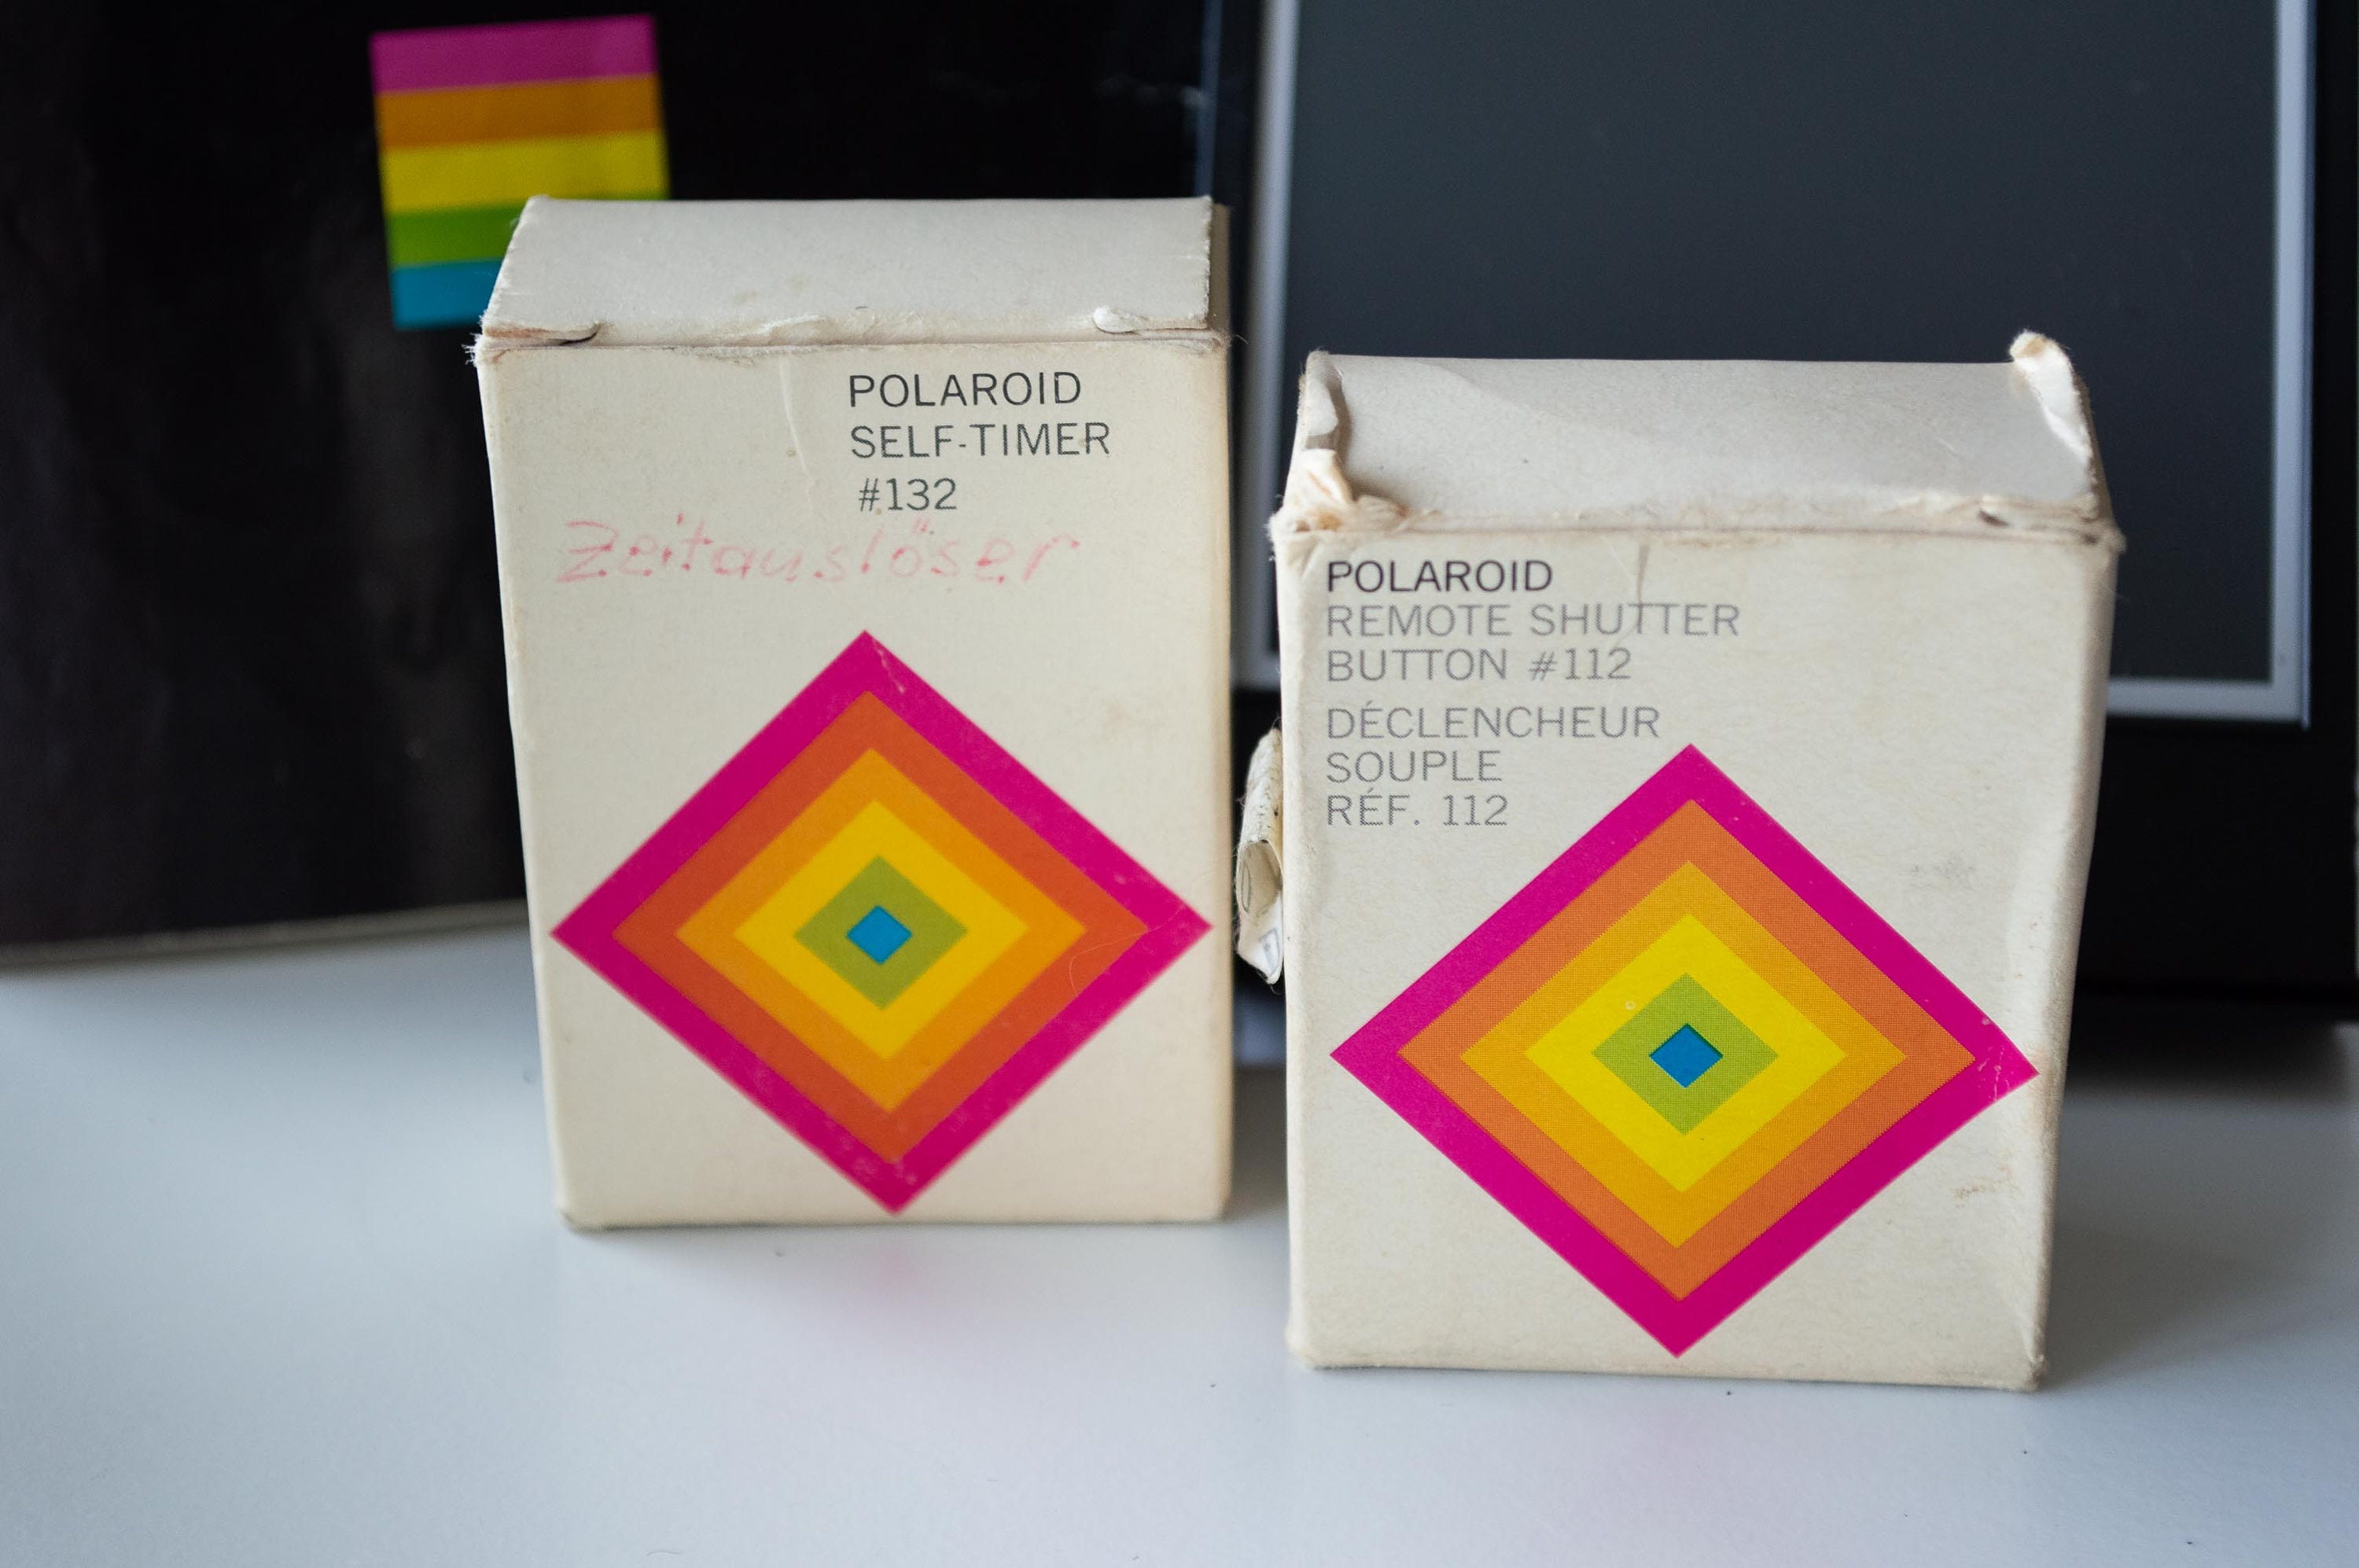 POLAROID
SELF-TIMER
#132
Zeitauslöser
POLAROID
REMOTE SHUTTER
BUTTON #112
DÉCLENCHEUR
SOUPLE
RÉF. 112